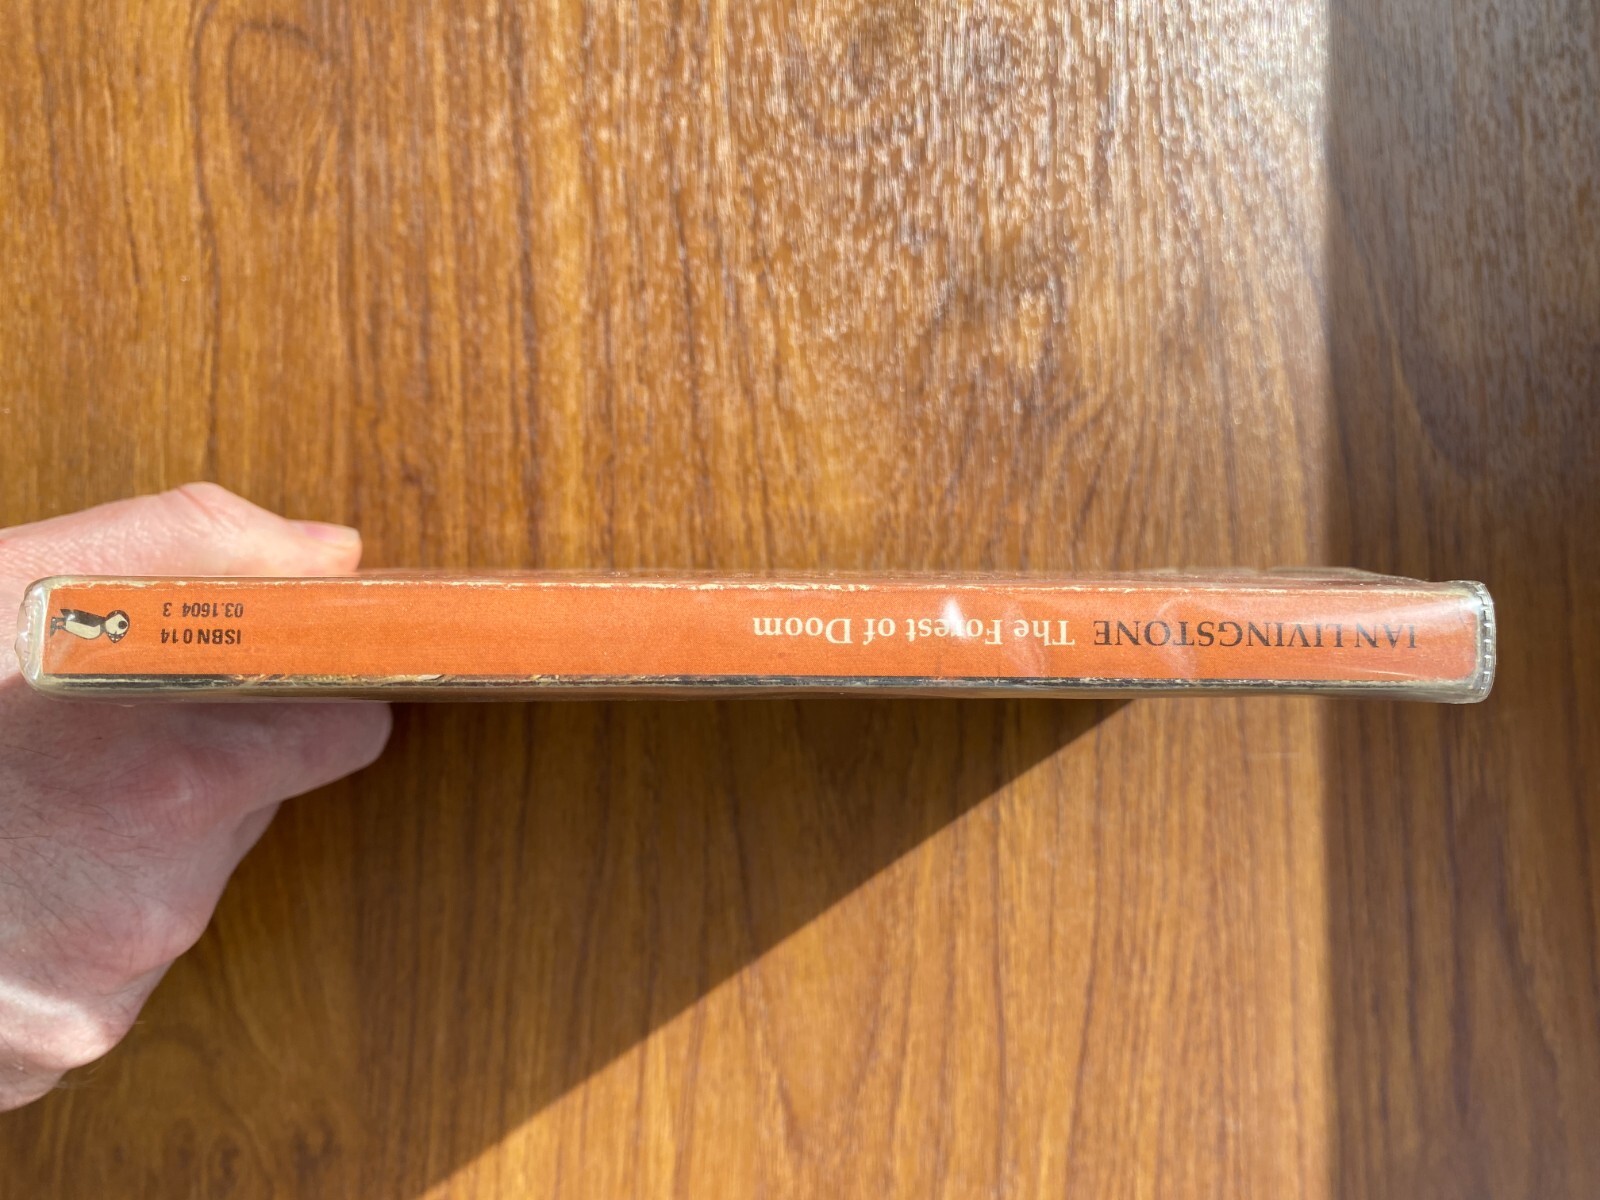 IAN LIVINGSTONE The Forest of Doom
ISBN 0 14
03.1604 3